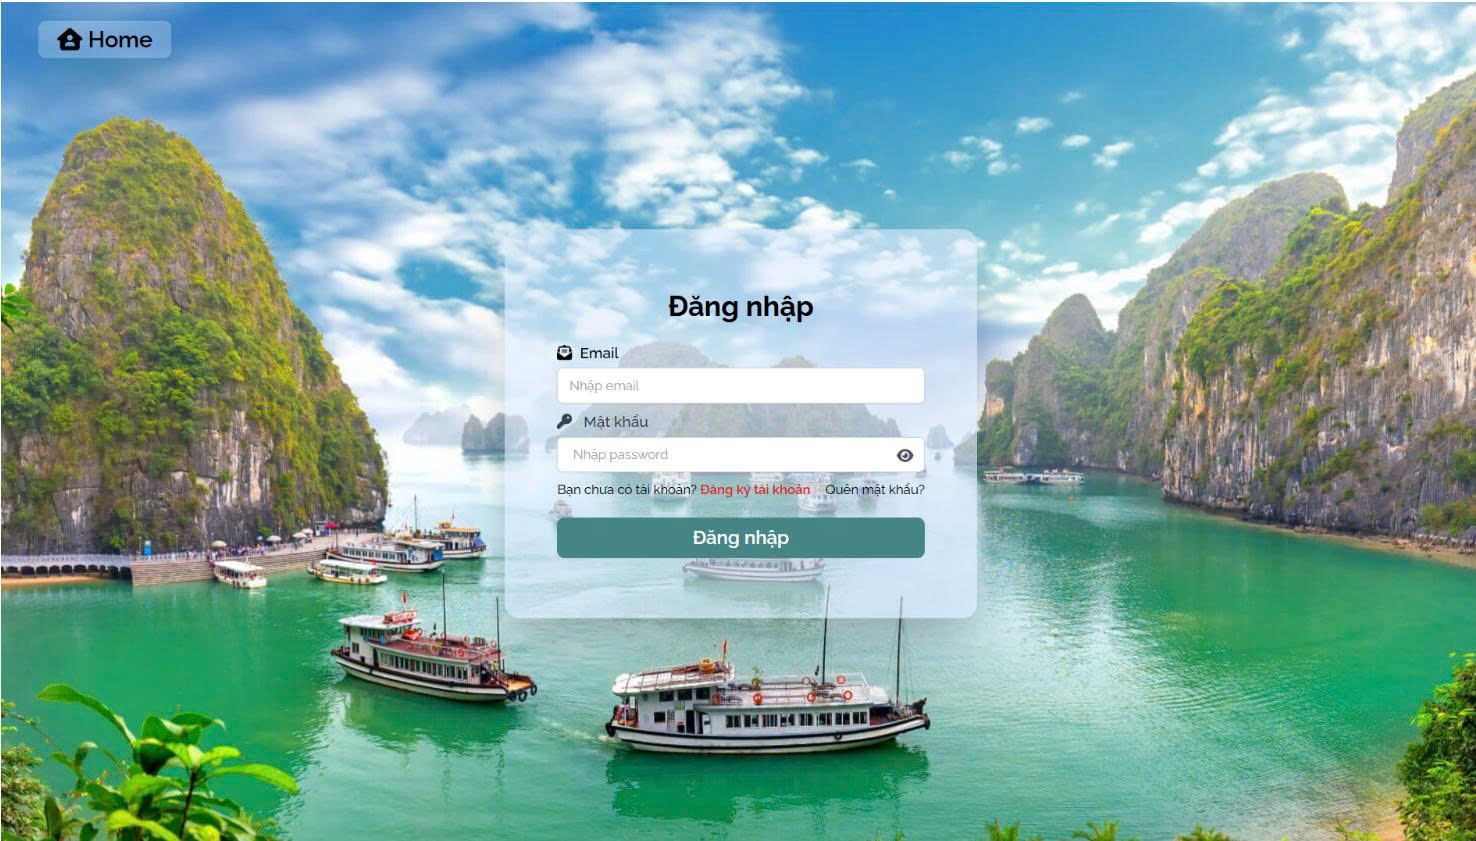 Home
Đăng nhập
Email
Nhập email
Mật khẩu
Nhập password
Bạn chưa có tài khoản? Đăng ký tài khoản Quên mật khẩu?
Đăng nhập